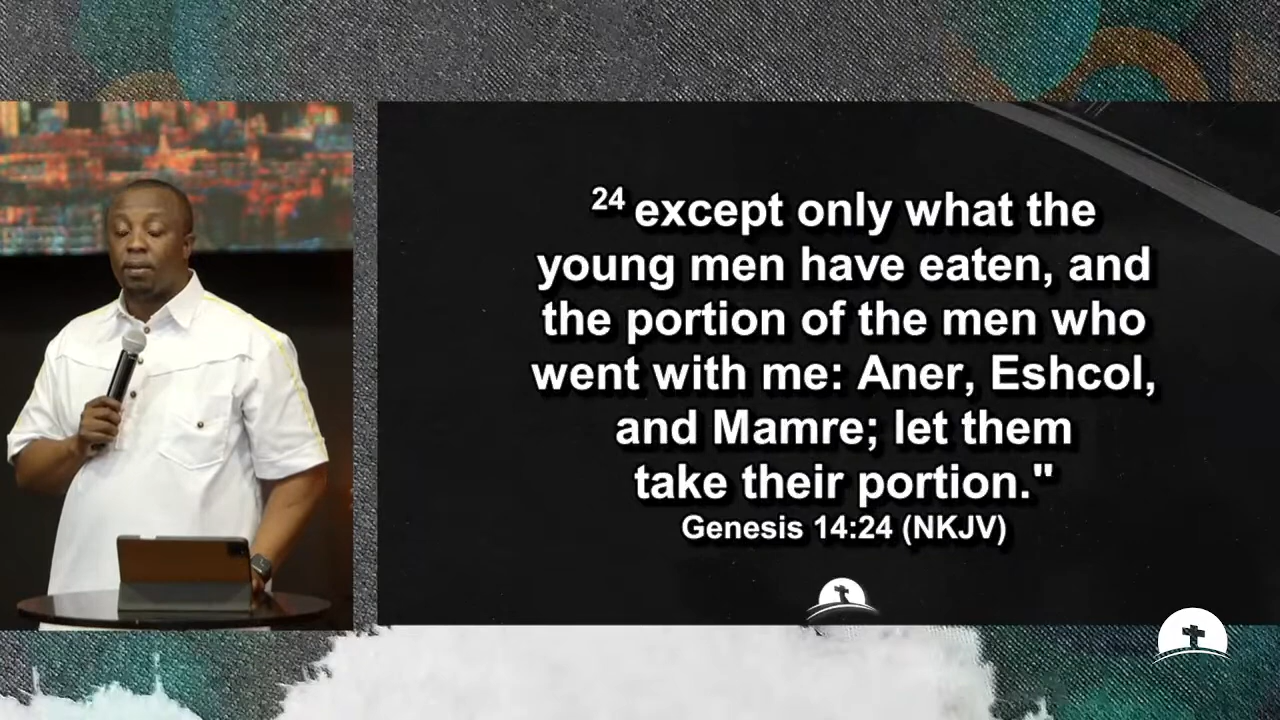 24 except only what the
young men have eaten, and
the portion of the men who
went with me: Aner, Eshcol,
and Mamre; let them
take their portion."
Genesis 14:24 (NKJV)